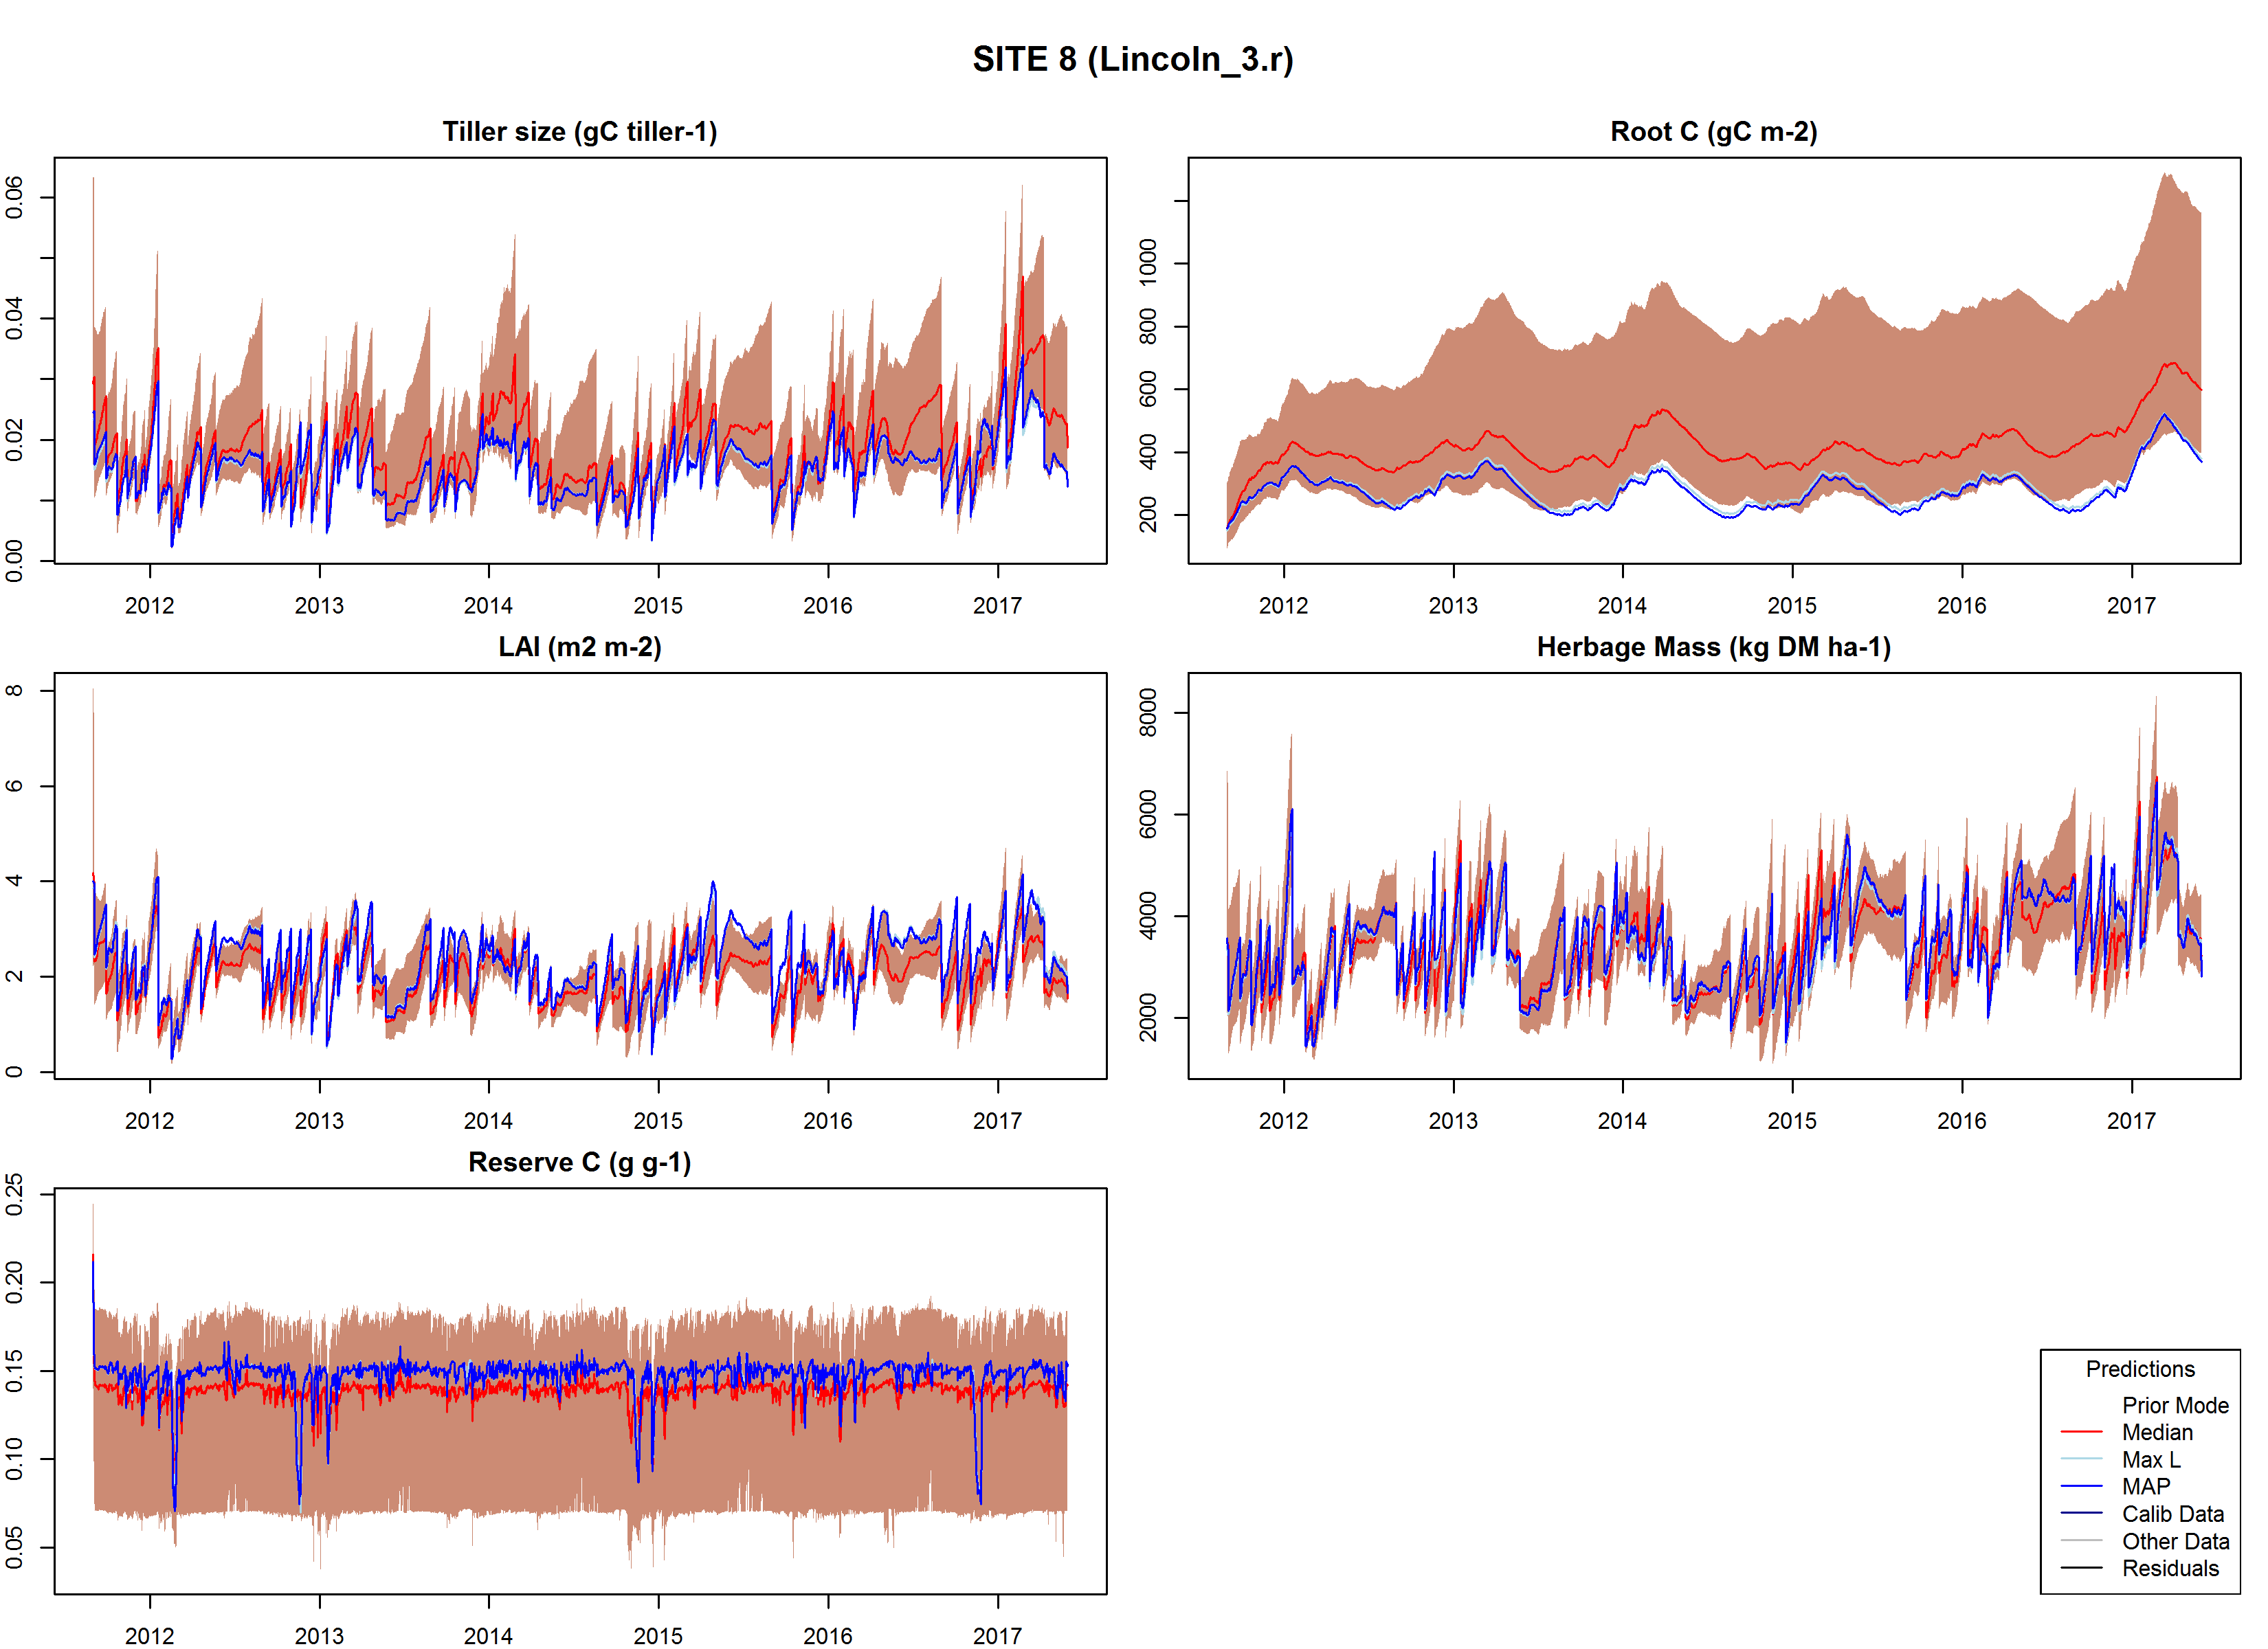 SITE 8 (Lincoln_3.r)
Tiller size (gC tiller-1)
0.00 0.02 0.04 0.06
2012 2013 2014 2015 2016 2017
Root C (gC m-2)
200 400 600 800 1000
2012 2013 2014 2015 2016 2017
LAI (m2 m-2)
0 2 4 6 8
2012 2013 2014 2015 2016 2017
Herbage Mass (kg DM ha-1)
2000 4000 6000 8000
2012 2013 2014 2015 2016 2017
Reserve C (g g-1)
0.05 0.10 0.15 0.20 0.25
2012 2013 2014 2015 2016 2017
Predictions
Prior Mode
Median
Max L
MAP
Calib Data
Other Data
Residuals